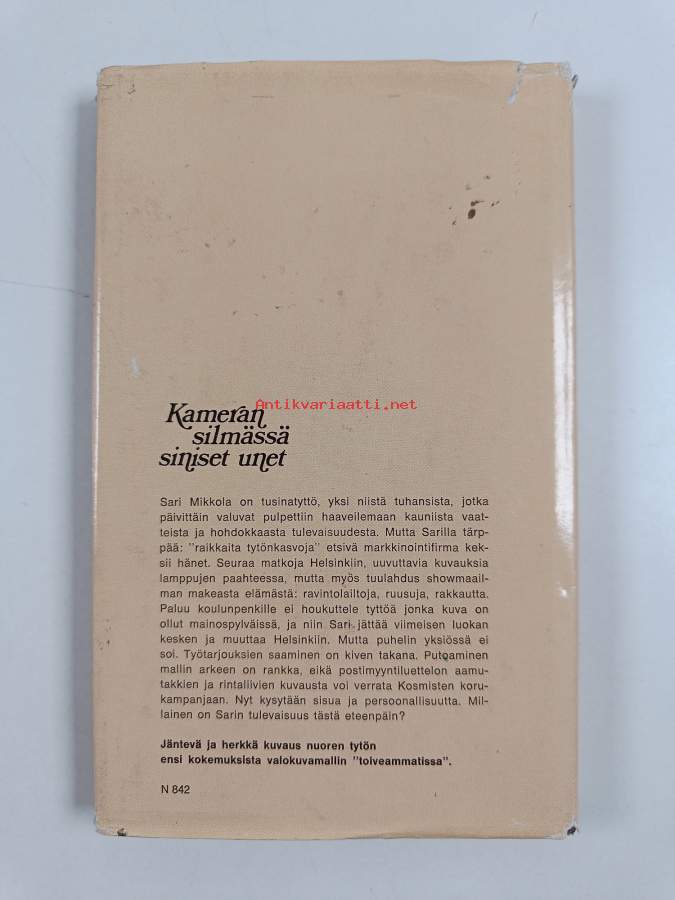 Antikvariaatti.net
Kameran
silmässä
siniset unet
Sari Mikkola on tusinatyttö, yksi niistä tuhansista, jotka
päivittäin valuvat pulpettiin haaveilemaan kauniista vaat-
teista ja hohdokkaasta tulevaisuudesta. Mutta Sarilla tärp-
pää: "raikkaita tytönkasvoja" etsivä markkinointifirma kek-
sii hänet. Seuraa matkoja Helsinkiin, uuvuttavia kuvauksia
lamppujen paahteessa, mutta myös tuulahdus showmaail-
man makeasta elämästä: ravintolailtoja, ruusuja, rakkautta.
Paluu koulunpenkille ei houkuttele tyttöä jonka kuva on
ollut mainospylväissä, ja niin Sari jättää viimeisen luokan
kesken ja muuttaa Helsinkiin. Mutta puhelin yksiössä ei
soi. Työtarjouksien saaminen on kiven takana. Putoaminen
mallin arkeen on rankka, eikä postimyyntiluettelon aamu-
takkien ja rintaliivien kuvausta voi verrata Kosmisten koru-
kampanjaan. Nyt kysytään sisua ja persoonallisuutta. Mil-
lainen on Sarin tulevaisuus tästä eteenpäin?
Jäntevä ja herkkä kuvaus nuoren tytön
ensi kokemuksista valokuvamallin "toiveammatissa".
N 842